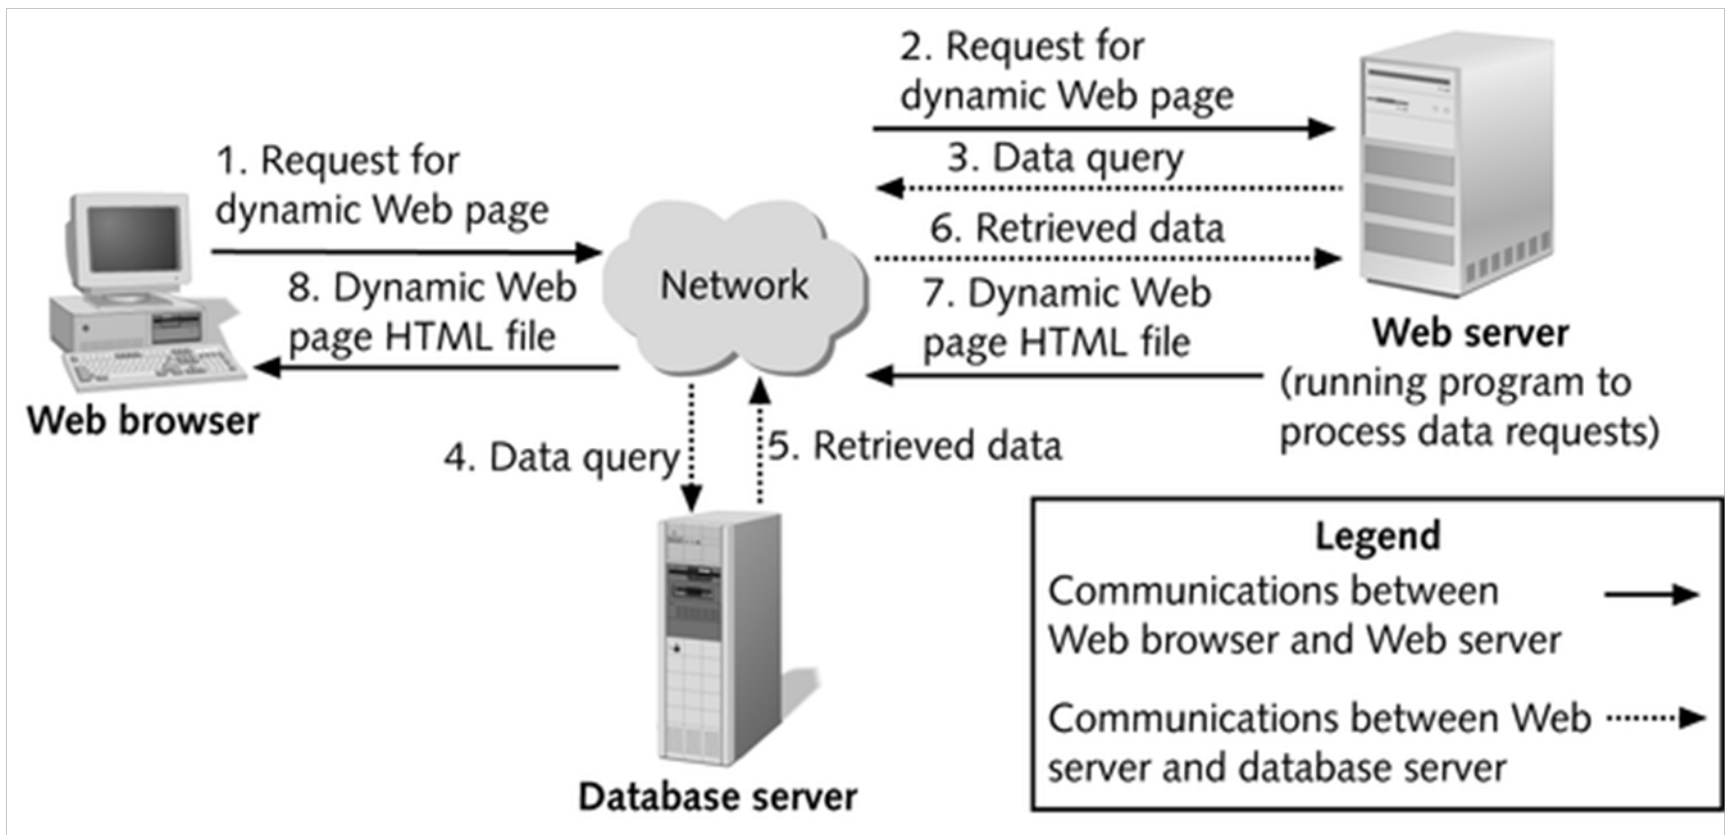 2. Request for
dynamic Web page
1. Request for
dynamic Web page
3. Data query
6. Retrieved data
Network
8. Dynamic Web
page HTML file
7. Dynamic Web
page HTML file
Web server
(running program to
process data requests)
Web browser
4. Data query
5. Retrieved data
Database server
Legend
Communications between
Web browser and Web server
Communications between Web
server and database server